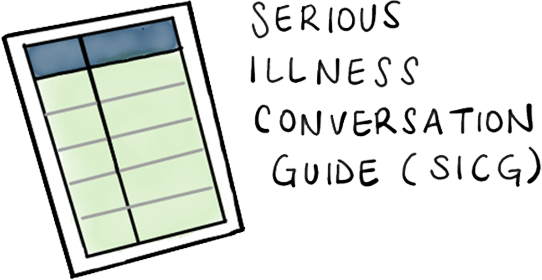 SERIOUS
ILLNESS
CONVERSATION
GUIDE (SICG)